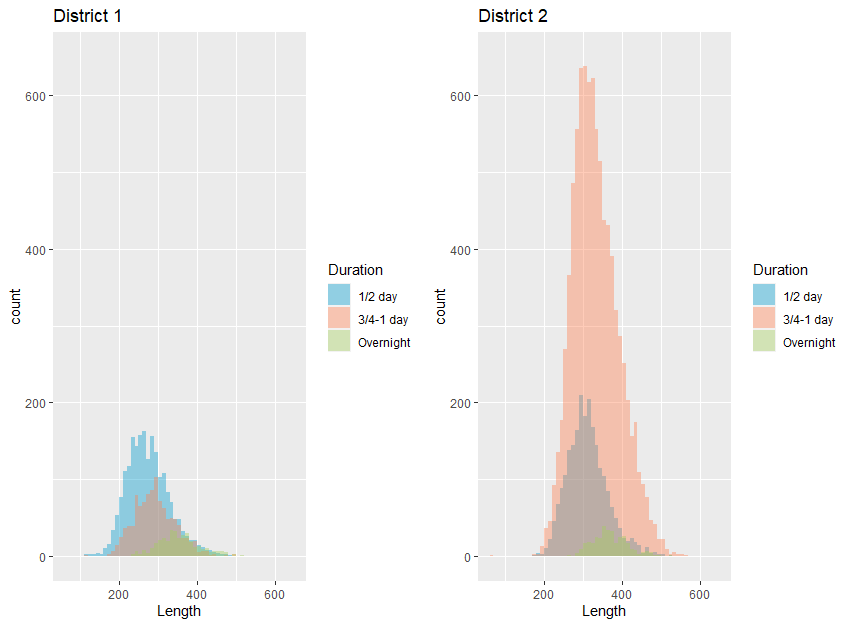 District 1
600
400
200
0
count
200 400 600
Length
Duration
1/2 day
3/4-1 day
Overnight
District 2
600
400
200
0
count
200 400 600
Length
Duration
1/2 day
3/4-1 day
Overnight